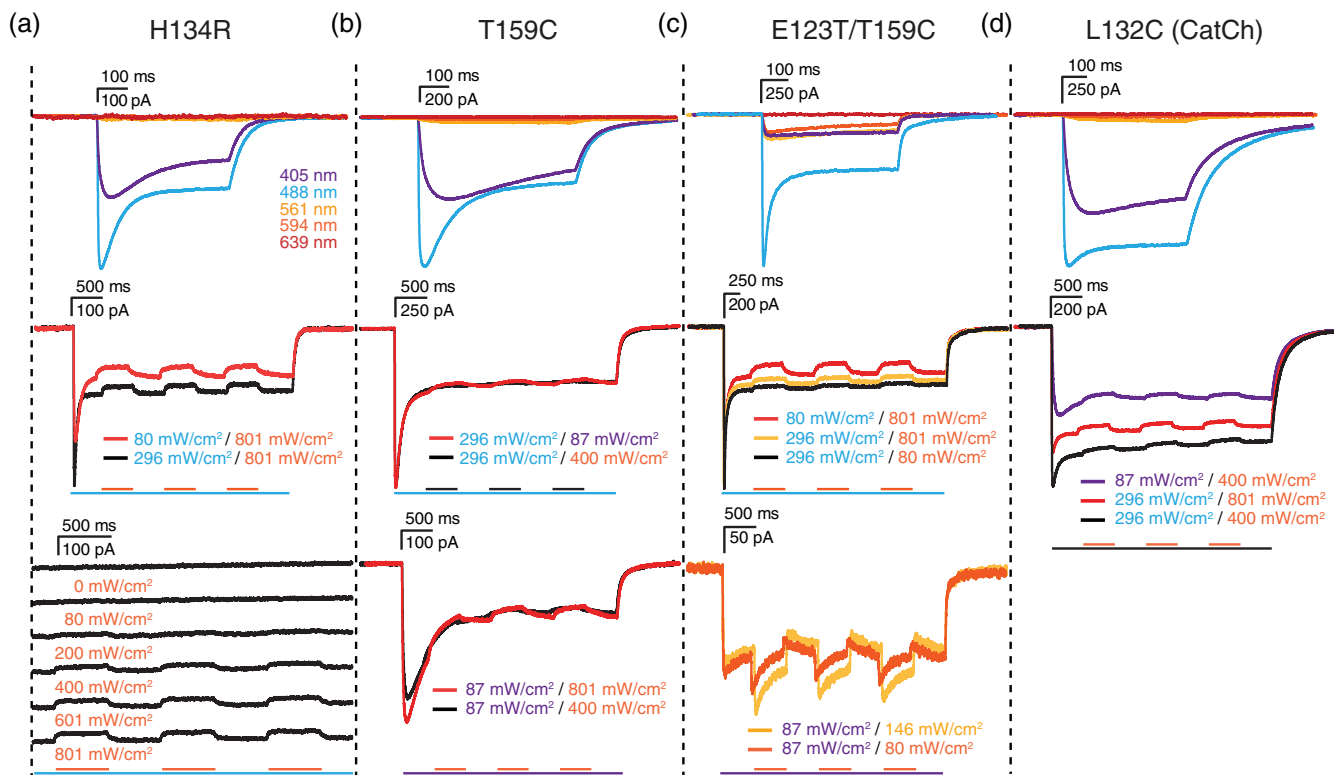 (a)
H134R
100 ms
100 pA
405 nm
488 nm
561 nm
594 nm
639 nm
500 ms
100 pA
80 mW/cm² / 801 mW/cm²
296 mW/cm² / 801 mW/cm²
500 ms
100 pA
0 mW/cm²
80 mW/cm²
200 mW/cm²
400 mW/cm²
601 mW/cm²
801 mW/cm²
(b)
T159C
100 ms
200 pA
500 ms
250 pA
296 mW/cm² / 87 mW/cm²
296 mW/cm² / 400 mW/cm²
500 ms
100 pA
87 mW/cm² / 801 mW/cm²
87 mW/cm² / 400 mW/cm²
(c)
E123T/T159C
100 ms
250 pA
250 ms
200 pA
80 mW/cm² / 801 mW/cm²
296 mW/cm² / 801 mW/cm²
296 mW/cm² / 80 mW/cm²
500 ms
50 pA
87 mW/cm² / 146 mW/cm²
87 mW/cm² / 80 mW/cm²
(d)
L132C (CatCh)
100 ms
250 pA
500 ms
200 pA
87 mW/cm² / 400 mW/cm²
296 mW/cm² / 801 mW/cm²
296 mW/cm² / 400 mW/cm²